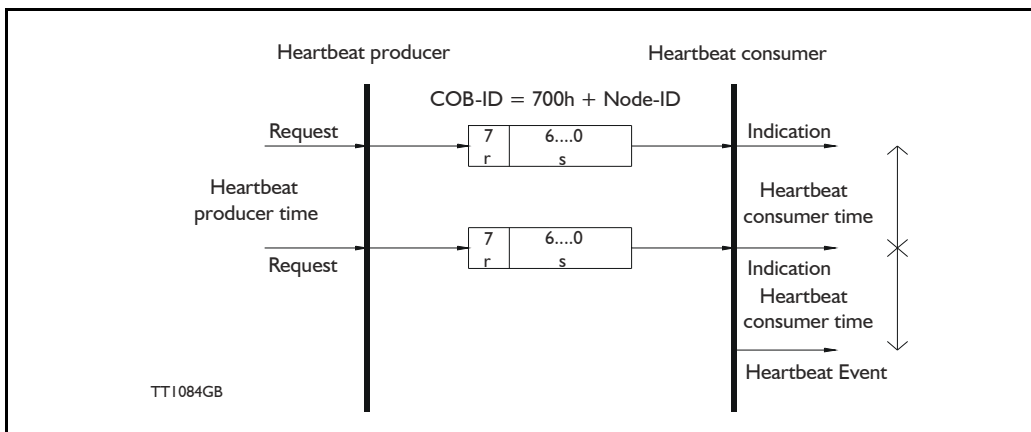 Heartbeat producer
Heartbeat consumer
COB-ID = 700h + Node-ID
Request
7
6....0
r
s
Indication
Heartbeat
producer time
Heartbeat
consumer time
Request
7
6....0
r
s
Indication
Heartbeat
consumer time
Heartbeat Event
TT1084GB